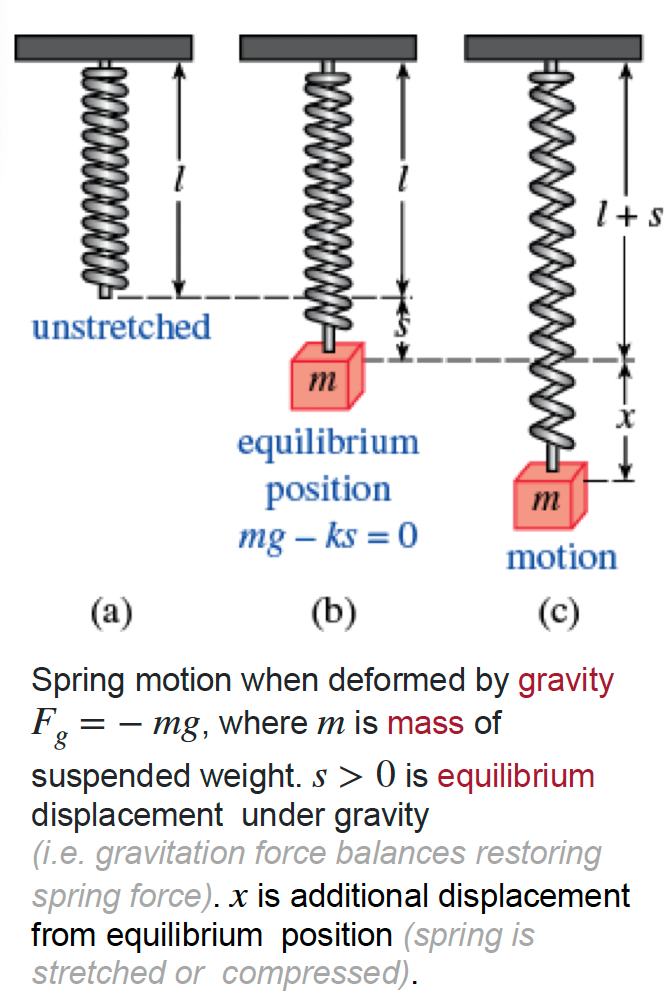 l
l
l + s
s
x
unstretched
m
equilibrium
position
mg – ks = 0
m
motion
(a)
(b)
(c)
Spring motion when deformed by gravity
F_g = − mg, where m is mass of
suspended weight. s > 0 is equilibrium
displacement under gravity
(i.e. gravitation force balances restoring
spring force). x is additional displacement
from equilibrium position (spring is
stretched or compressed).